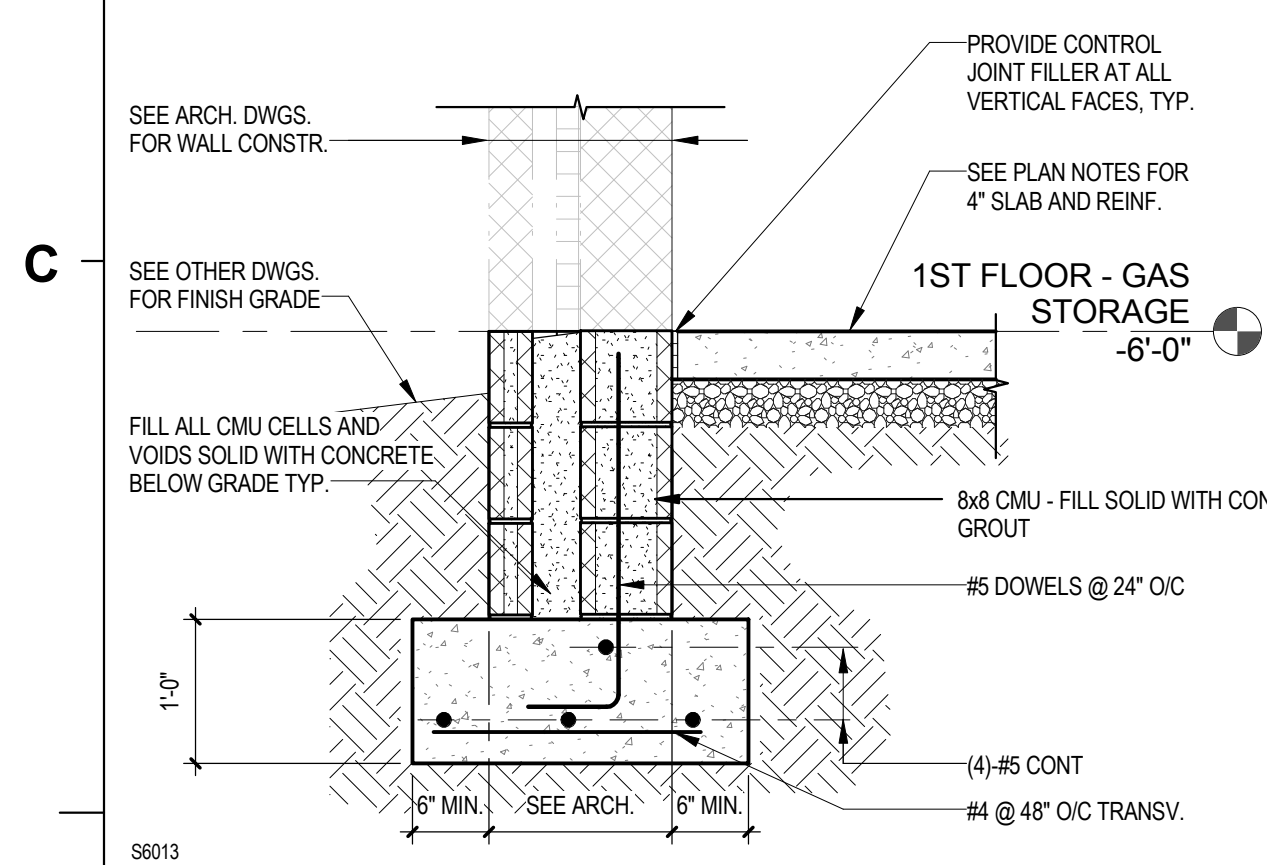 PROVIDE CONTROL
JOINT FILLER AT ALL
VERTICAL FACES, TYP.
SEE ARCH. DWGS.
FOR WALL CONSTR.
SEE PLAN NOTES FOR
4" SLAB AND REINF.
C
SEE OTHER DWGS.
FOR FINISH GRADE
1ST FLOOR - GAS
STORAGE
-6'-0"
FILL ALL CMU CELLS AND
VOIDS SOLID WITH CONCRETE
BELOW GRADE TYP.
8x8 CMU - FILL SOLID WITH
GROUT
#5 DOWELS @ 24" O/C
1'-0"
(4)-#5 CONT
6" MIN.
SEE ARCH.
6" MIN.
#4 @ 48" O/C TRANSV.
S6013